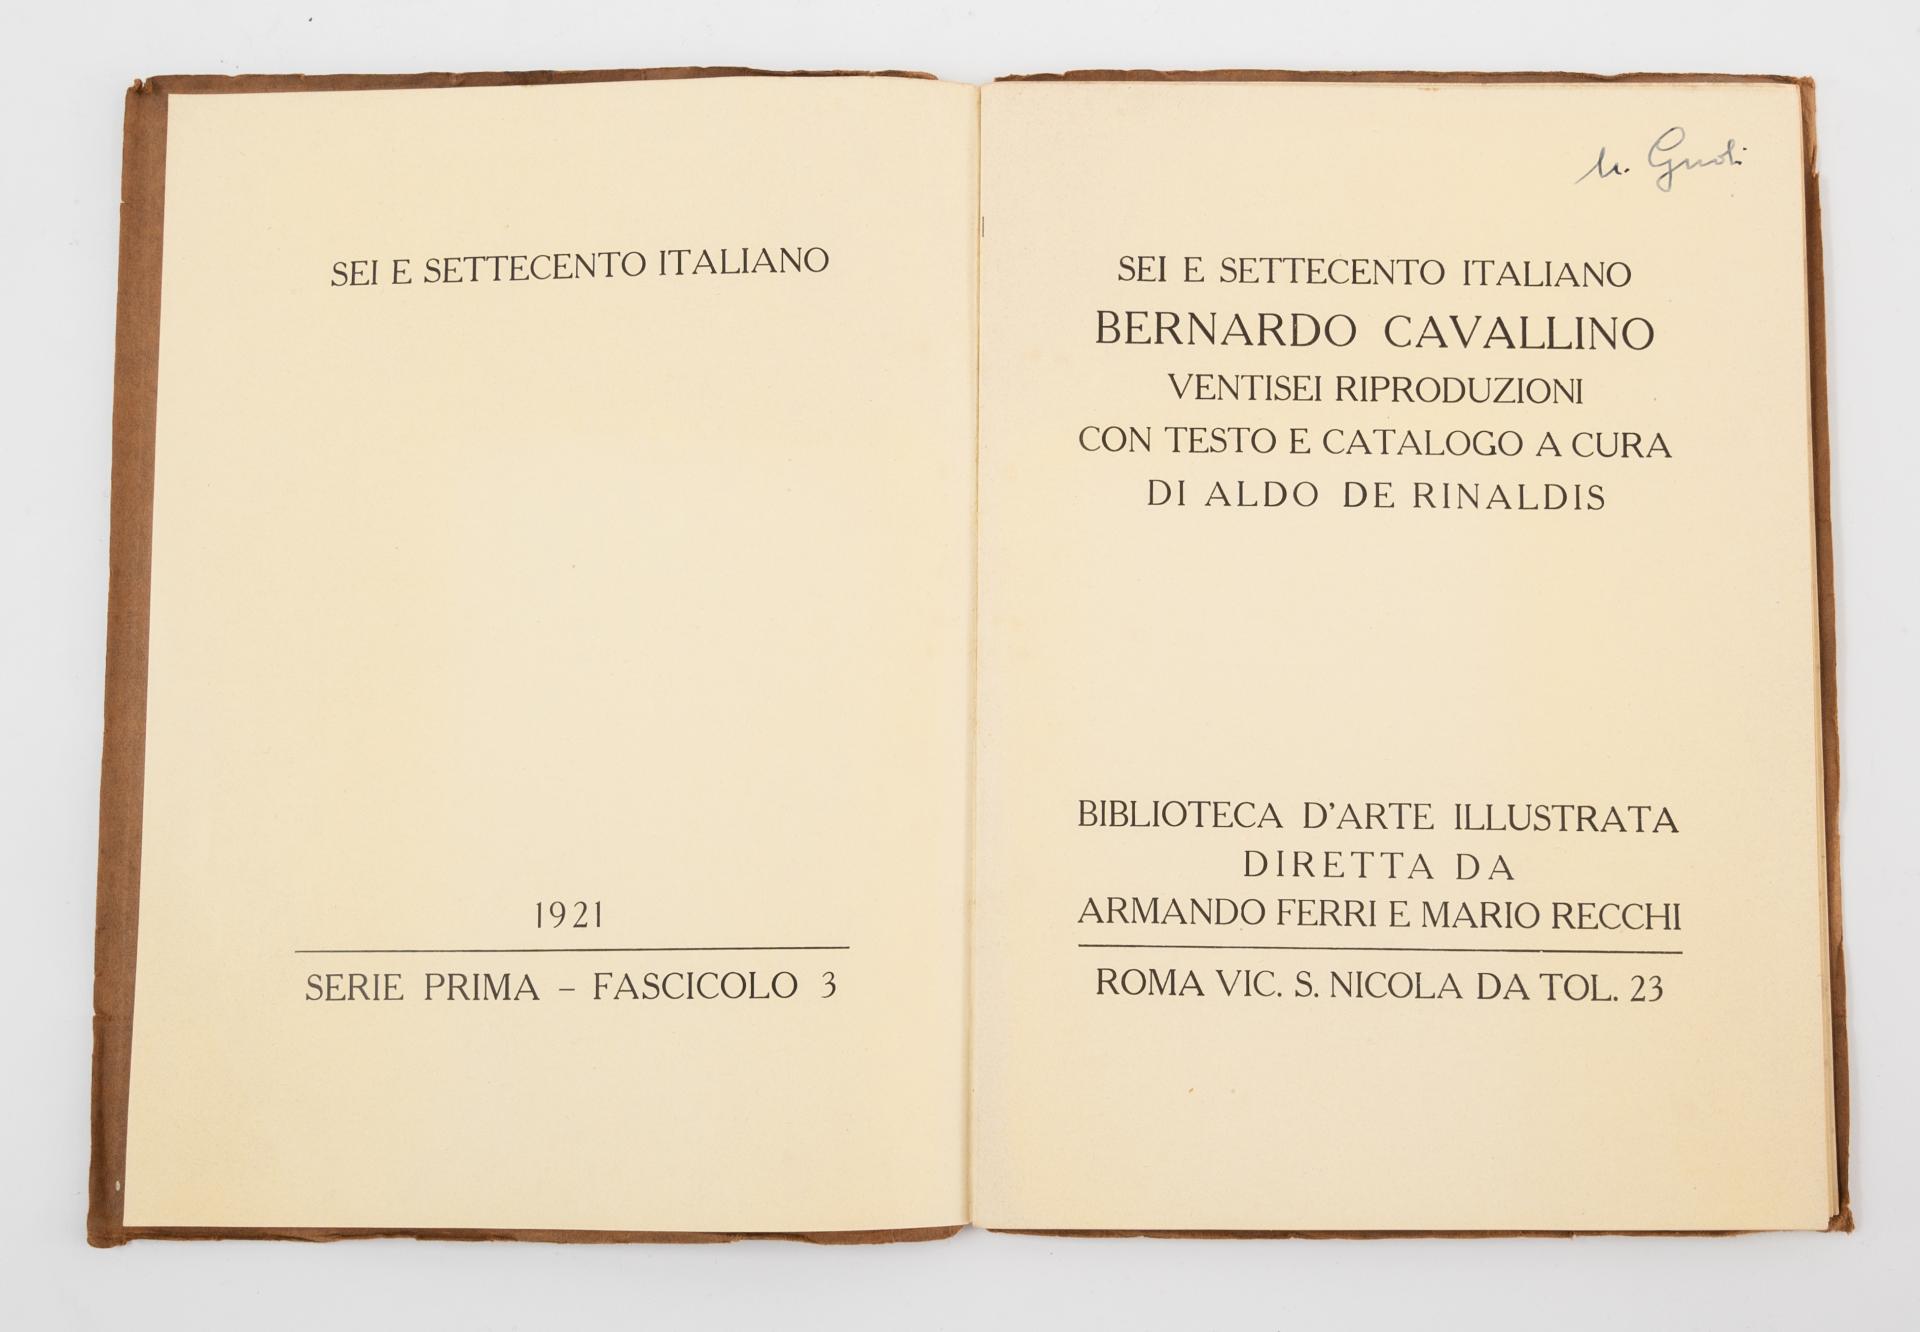 SEI E SETTECENTO ITALIANO
1921
SERIE PRIMA – FASCICOLO 3
Gnoli
SEI E SETTECENTO ITALIANO
BERNARDO CAVALLINO
VENTISEI RIPRODUZIONI
CON TESTO E CATALOGO A CURA
DI ALDO DE RINALDIS
BIBLIOTECA D'ARTE ILLUSTRATA
DIRETTA DA
ARMANDO FERRI E MARIO RECCHI
ROMA VIC. S. NICOLA DA TOL. 23